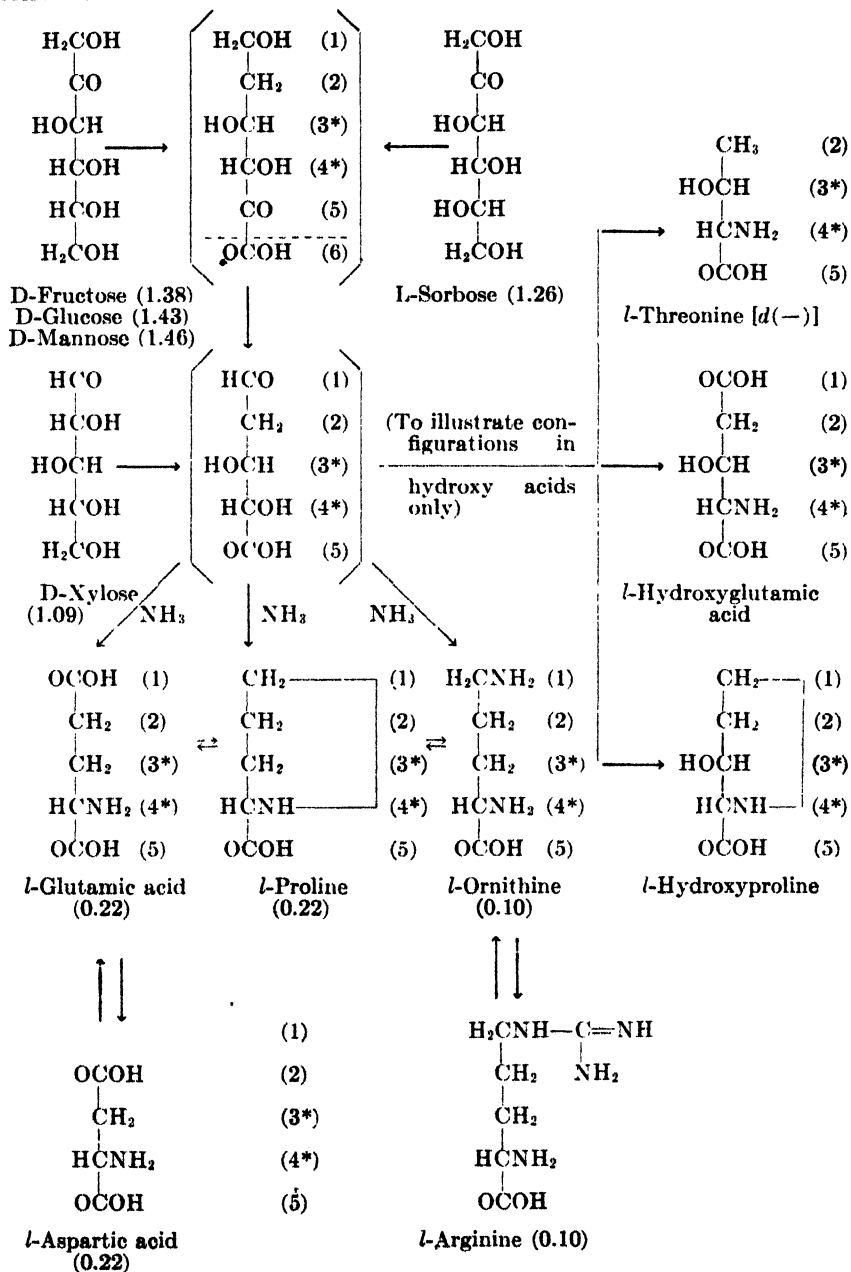 H₂COH H₂COH (1) H₂COH
CO CH₂ (2) CO
HOCH HOCH (3*) HOCH
HCOH HCOH (4*) HCOH
HCOH CO (5) HOCH
H₂COH OCOH (6) H₂COH
D-Fructose (1.38)
D-Glucose (1.43)
D-Mannose (1.46)
L-Sorbose (1.26)
CH₃ (2)
HOCH (3*)
HCNH₂ (4*)
OCOH (5)
l-Threonine [d(—)]
HCO HCO (1)
HCOH CH₂ (2)
HOCH HOCH (3*)
HCOH HCOH (4*)
H₂COH OCOH (5)
D-Xylose
(1.09)
(To illustrate con-
figurations in
hydroxy acids
only)
OCOH (1)
CH₂ (2)
HOCH (3*)
HCNH₂ (4*)
OCOH (5)
l-Hydroxyglutamic
acid
NH₃ NH₃ NH₃
OCOH (1) CH₂ (1) H₂CNH₂ (1) CH₂ (1)
CH₂ (2) CH₂ (2) CH₂ (2) CH₂ (2)
⇄ ⇄
CH₂ (3*) CH₂ (3*) CH₂ (3*) HOCH (3*)
HCNH₂ (4*) HCNH (4*) HCNH₂ (4*) HCNH (4*)
OCOH (5) OCOH (5) OCOH (5) OCOH (5)
l-Glutamic acid l-Proline l-Ornithine l-Hydroxyproline
(0.22) (0.22) (0.10)
(1) H₂CNH—C=NH
OCOH (2) CH₂ NH₂
CH₂ (3*) CH₂
HCNH₂ (4*) HCNH₂
OCOH (5) OCOH
l-Aspartic acid l-Arginine (0.10)
(0.22)